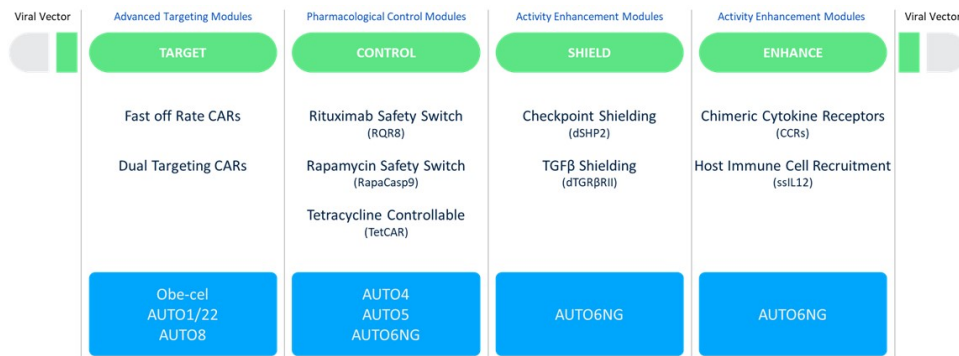 Viral Vector
Advanced Targeting Modules
Pharmacological Control Modules
Activity Enhancement Modules
Activity Enhancement Modules
Viral Vector
TARGET
CONTROL
SHIELD
ENHANCE
Fast off Rate CARs
Dual Targeting CARs
Rituximab Safety Switch
(RQR8)
Rapamycin Safety Switch
(RapaCasp9)
Tetracycline Controllable
(TetCAR)
Checkpoint Shielding
(dSHP2)
TGFβ Shielding
(dTGRβRII)
Chimeric Cytokine Receptors
(CCRs)
Host Immune Cell Recruitment
(ssIL12)
Obe-cel
AUTO1/22
AUTO8
AUTO4
AUTO5
AUTO6NG
AUTO6NG
AUTO6NG